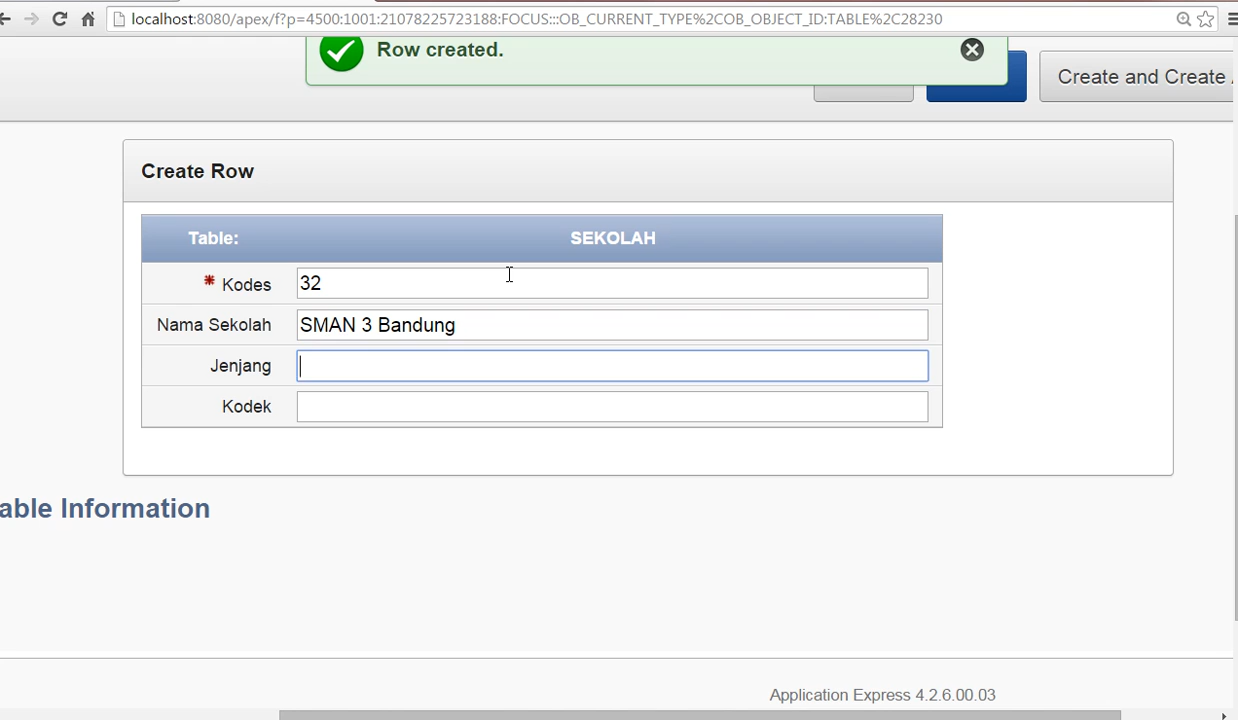 localhost:8080/apex/f?p=4500:1001:21078225723188:FOCUS:::OB_CURRENT_TYPE%2COB_OBJECT_ID:TABLE%2C28230
Row created.
Create and Create
Create Row
Table: SEKOLAH
* Kodes 32
Nama Sekolah SMAN 3 Bandung
Jenjang
Kodek
able Information
Application Express 4.2.6.00.03